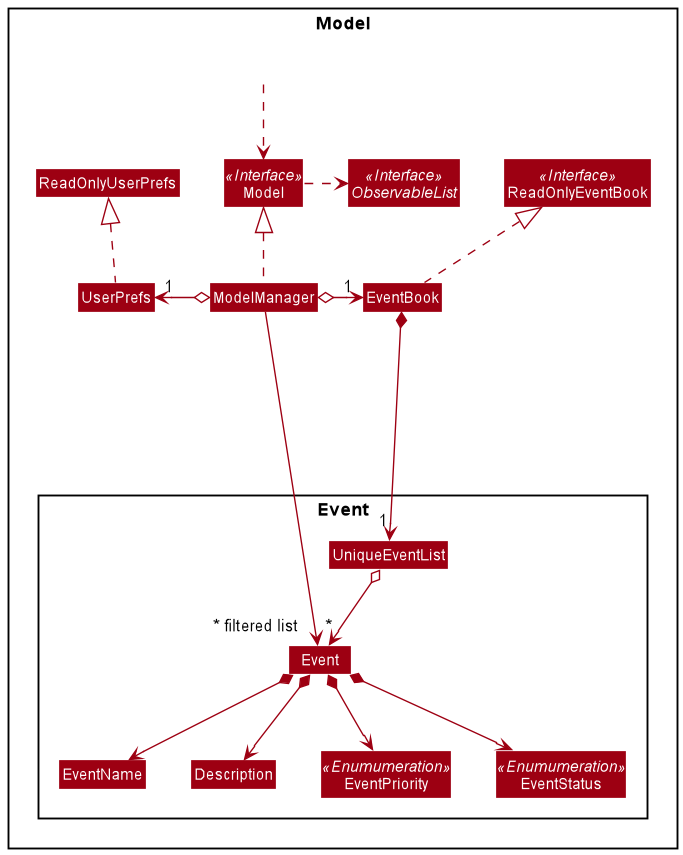 Model
«Interface»
Model
«Interface»
ObservableList
«Interface»
ReadOnlyEventBook
ReadOnlyUserPrefs
UserPrefs
1
ModelManager
1
EventBook
Event
1
UniqueEventList
* filtered list
*
Event
EventName
Description
«Enumumeration»
EventPriority
«Enumumeration»
EventStatus